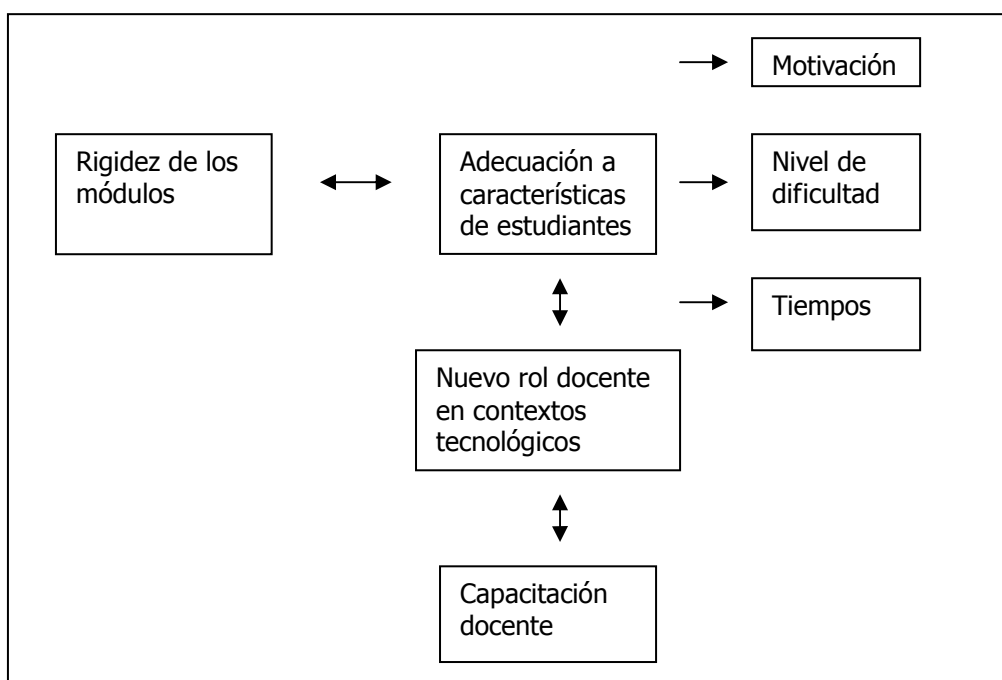 Motivación
Rigidez de los
módulos
Adecuación a
características
de estudiantes
Nivel de
dificultad
Tiempos
Nuevo rol docente
en contextos
tecnológicos
Capacitación
docente